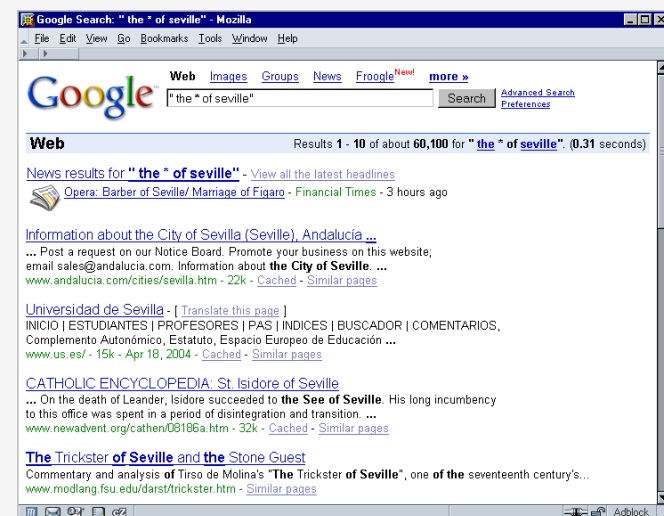 Google Search: " the * of seville" - Mozilla
File Edit View Go Bookmarks Tools Window Help
Google
Web Images Groups News Froogle New! more »
" the * of seville" Search Advanced Search
Preferences
Web Results 1 - 10 of about 60,100 for " the * of seville". (0.31 seconds)
News results for " the * of seville" - View all the latest headlines
Opera: Barber of Seville/ Marriage of Figaro - Financial Times - 3 hours ago
Information about the City of Sevilla (Seville), Andalucía ...
... Post a request on our Notice Board. Promote your business on this website;
email sales@andalucia.com. Information about the City of Seville. ...
www.andalucia.com/cities/sevilla.htm - 22k - Cached - Similar pages
Universidad de Sevilla - [ Translate this page ]
INICIO | ESTUDIANTES | PROFESORES | PAS | INDICES | BUSCADOR | COMENTARIOS,
Complemento Autonómico, Estatuto, Espacio Europeo de Educación ...
www.us.es/ - 15k - Apr 18, 2004 - Cached - Similar pages
CATHOLIC ENCYCLOPEDIA: St. Isidore of Seville
... On the death of Leander, Isidore succeeded to the See of Seville. His long incumbency
to this office was spent in a period of disintegration and transition. ...
www.newadvent.org/cathen/08186a.htm - 32k - Cached - Similar pages
The Trickster of Seville and the Stone Guest
Commentary and analysis of Tirso de Molina's "The Trickster of Seville", one of the seventeenth century's...
www.modlang.fsu.edu/darst/trickster.htm - Similar pages
Adblock